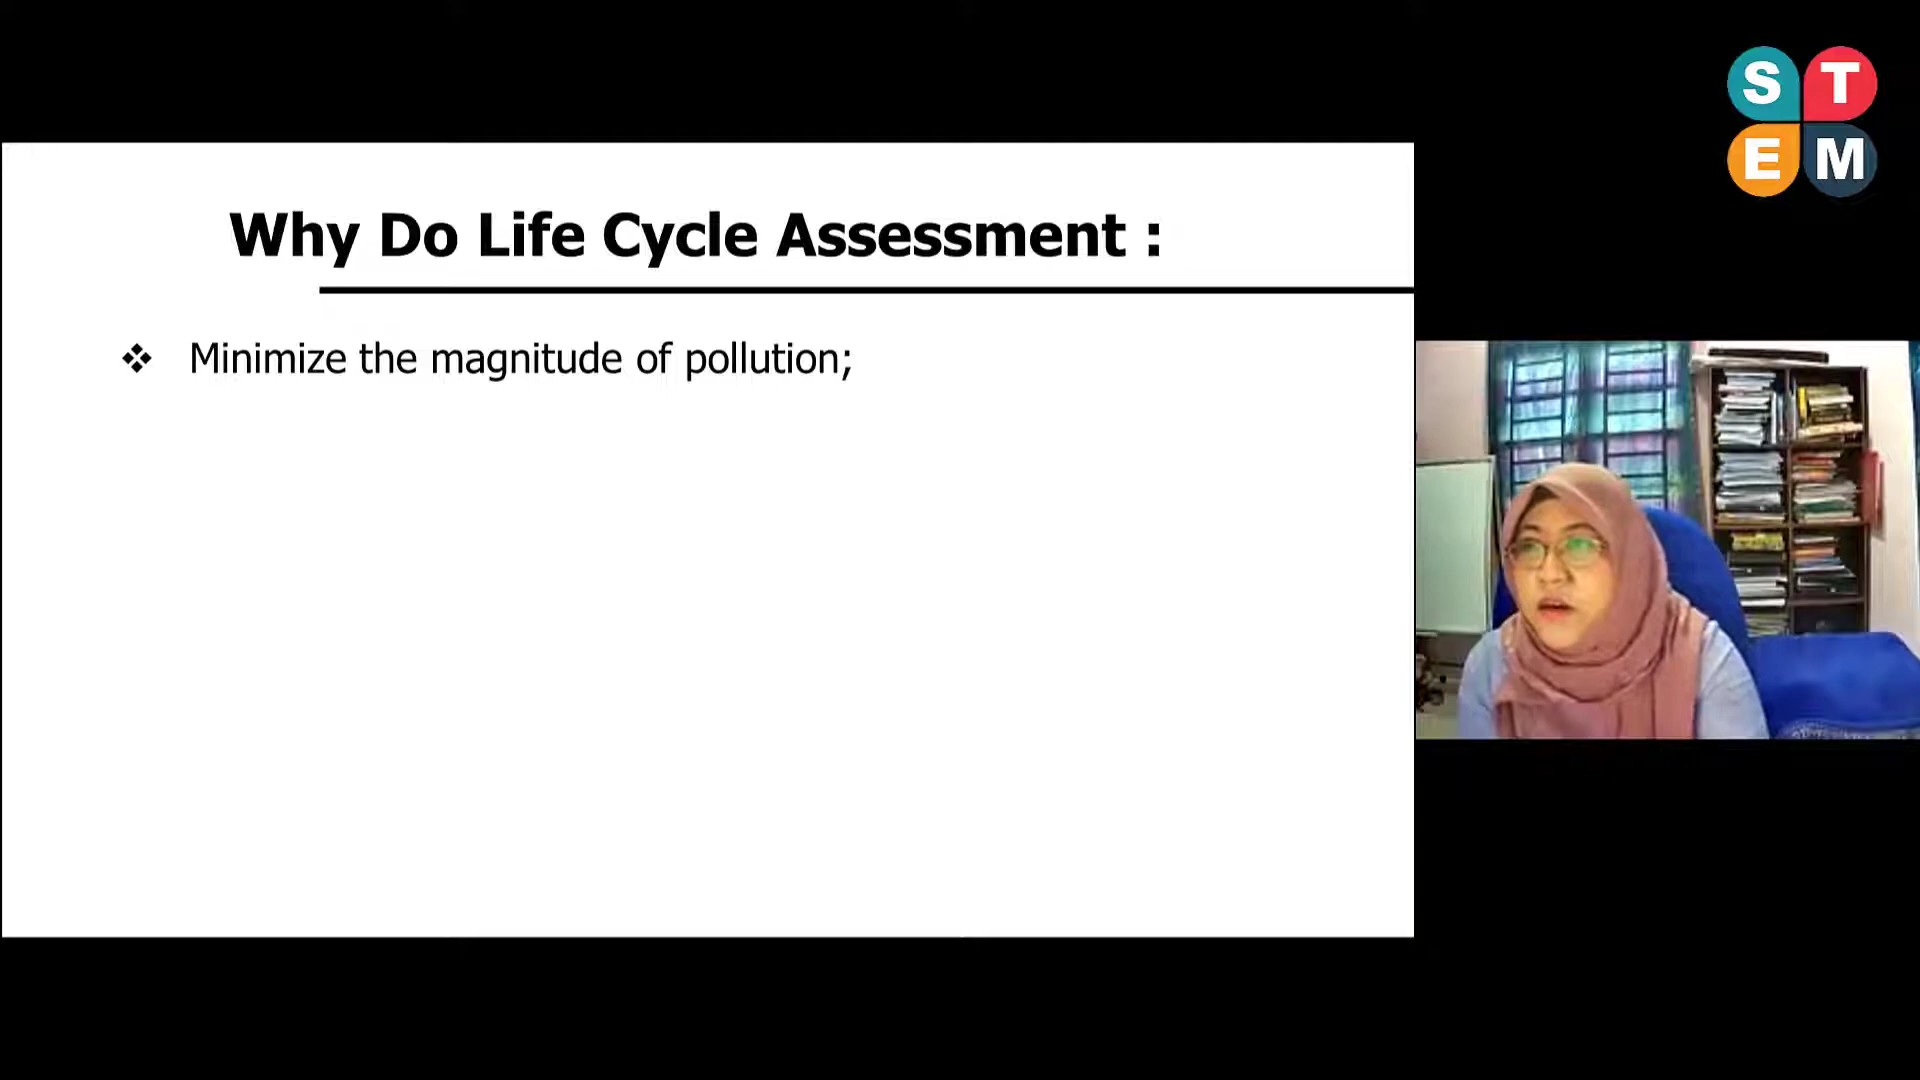 S T
E M
Why Do Life Cycle Assessment :
❖ Minimize the magnitude of pollution;